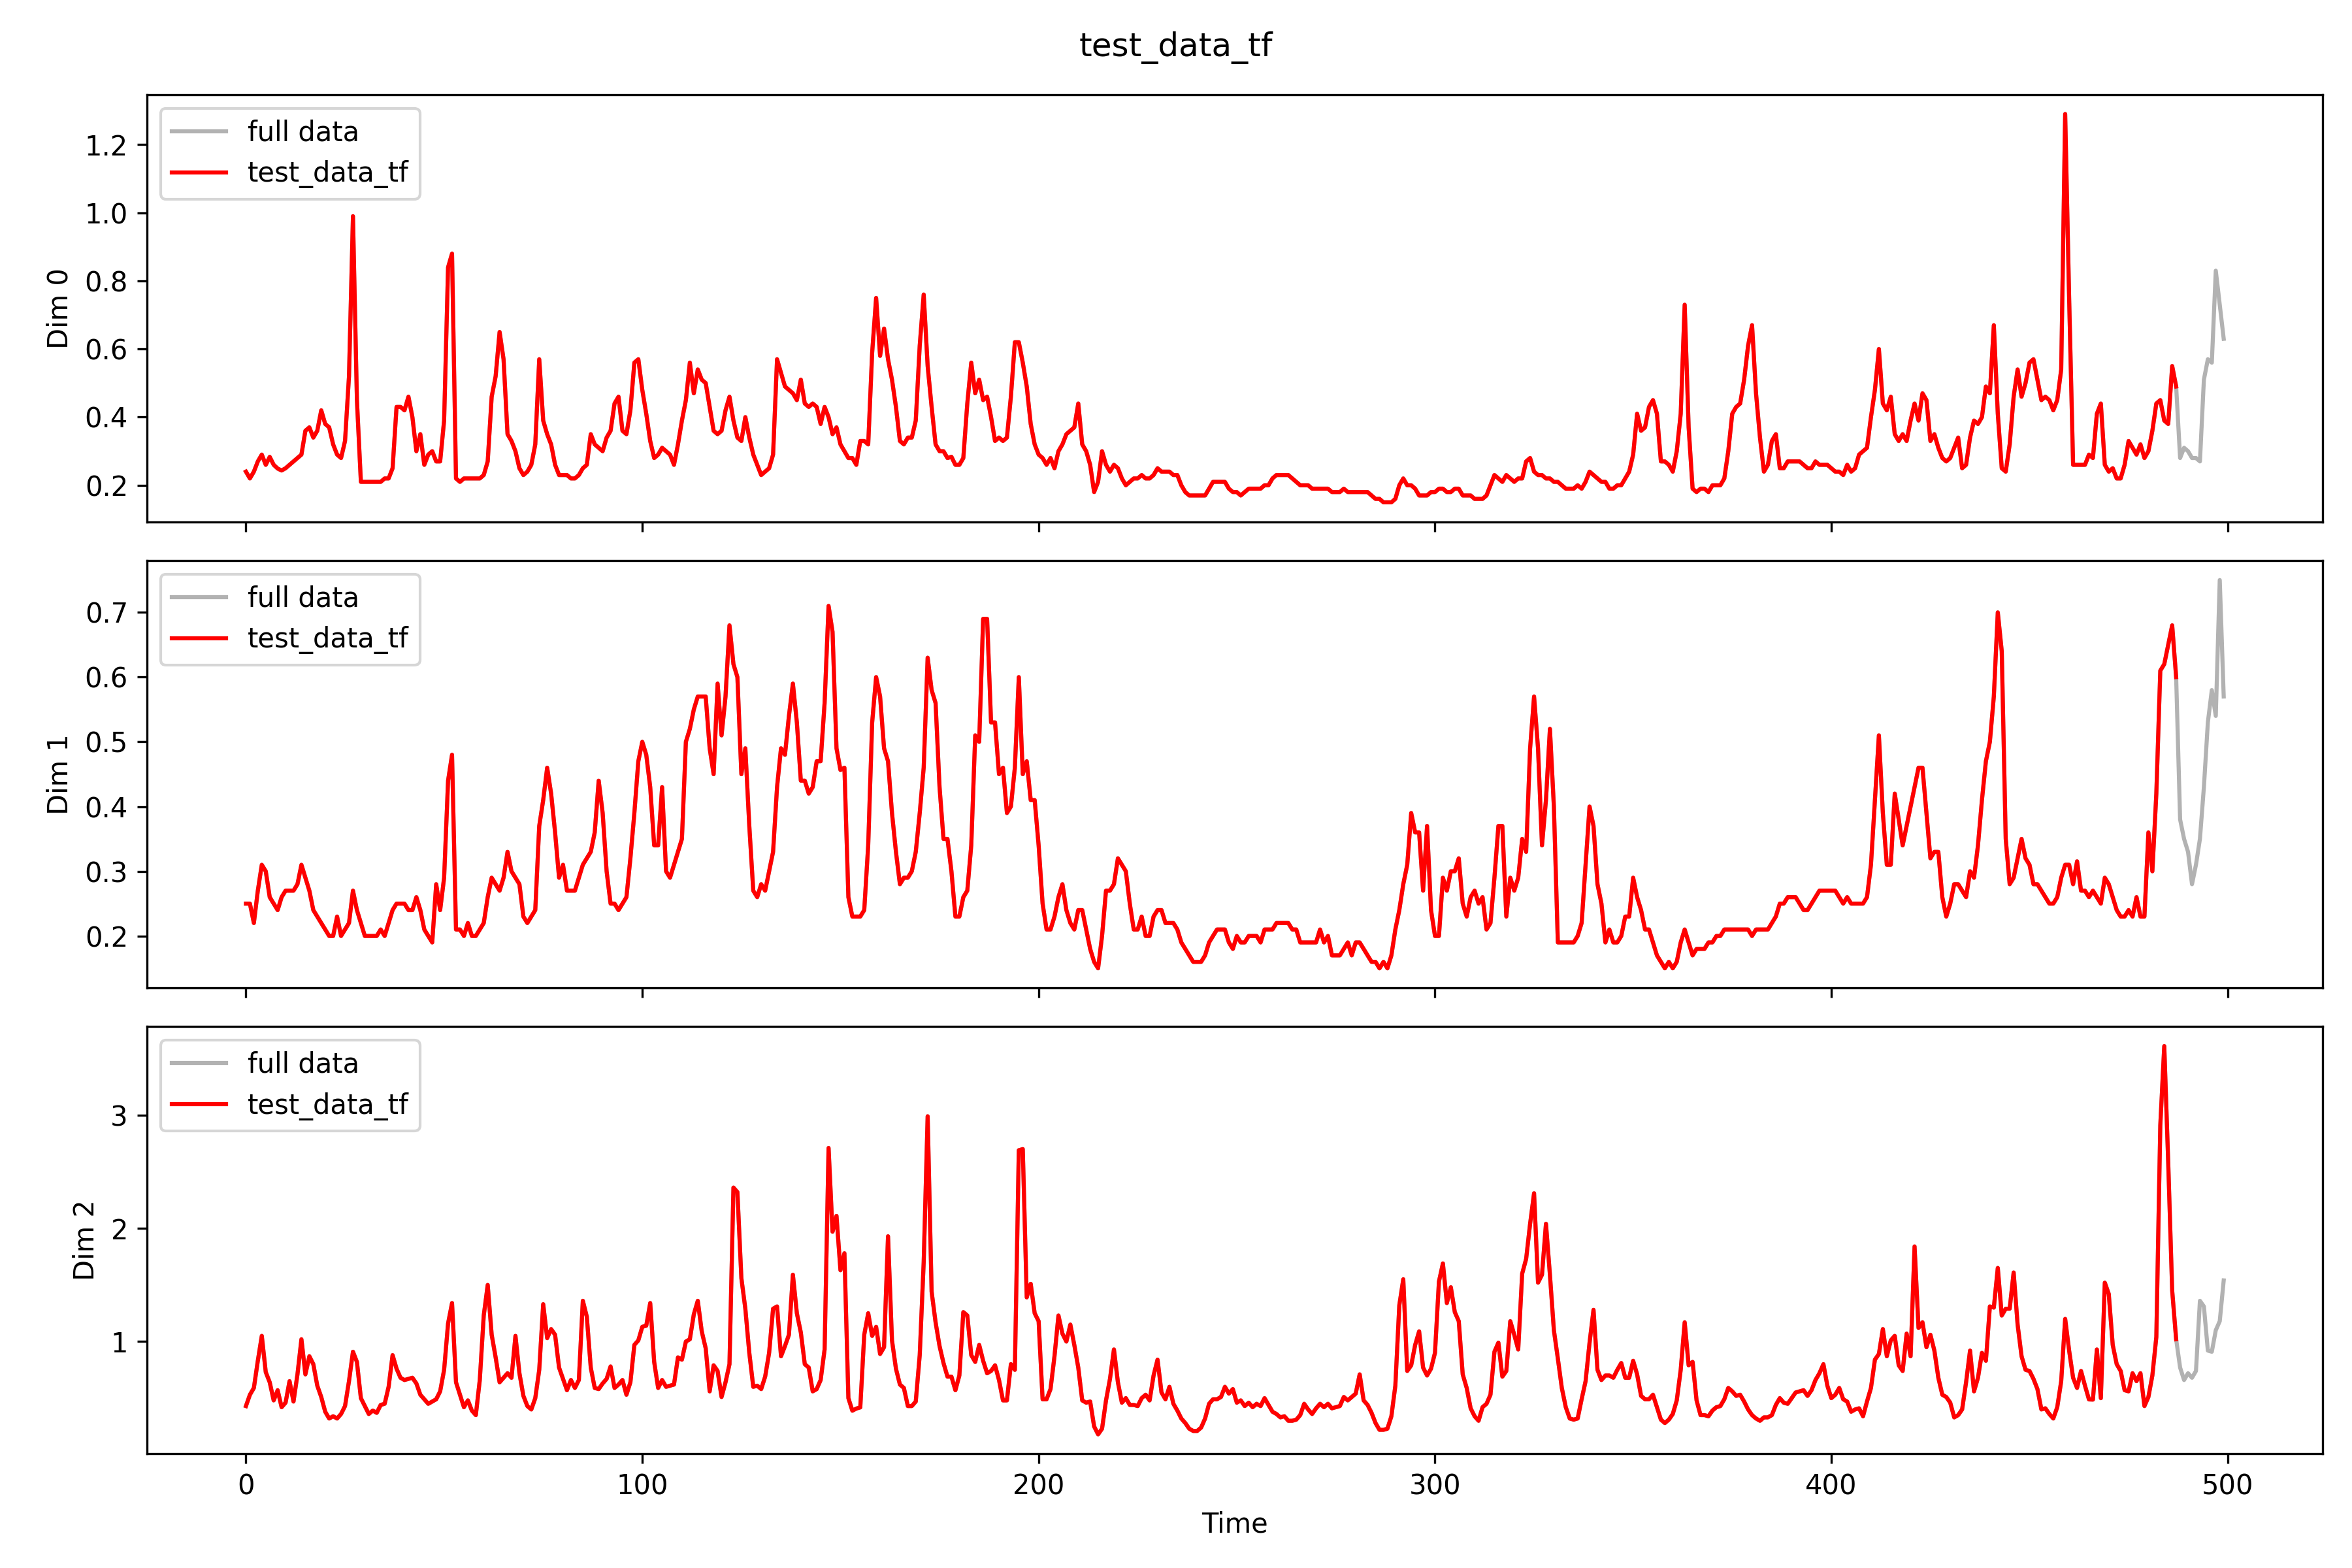 test_data_tf
full data
test_data_tf
1.2
1.0
0.8
0.6
0.4
0.2
Dim 0
full data
test_data_tf
0.7
0.6
0.5
0.4
0.3
0.2
Dim 1
full data
test_data_tf
3
2
1
Dim 2
0 100 200 300 400 500
Time